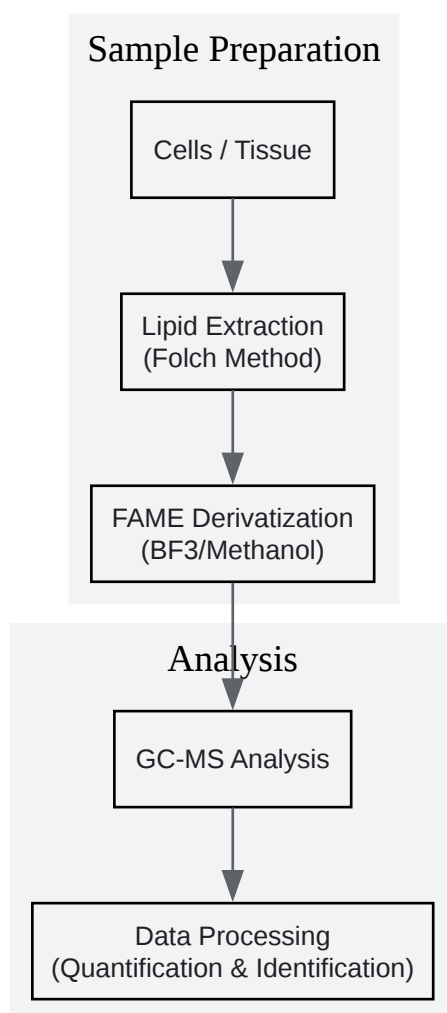 Sample Preparation
Cells / Tissue
Lipid Extraction
(Folch Method)
FAME Derivatization
(BF3/Methanol)
Analysis
GC-MS Analysis
Data Processing
(Quantification & Identification)